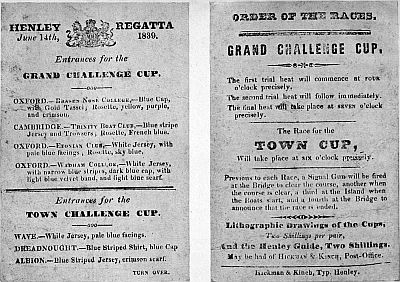 HENLEY REGATTA
June 14th, 1839.
Entrances for the
GRAND CHALLENGE CUP.
OXFORD.—BRASEN NOSE COLLEGE,—Blue Cap,
with Gold Tassel, Rosette, yellow, purple,
and crimson.
CAMBRIDGE.—TRINITY BOAT CLUB,—Blue stripe
Jersey and Trowsers; Rosette, French blue.
OXFORD.—ETONIAN CLUB,—White Jersey, with
pale blue facings; Rosette, sky blue.
OXFORD.—WADHAM COLLEGE,—White Jersey,
with narrow blue stripes, dark blue cap, with
light blue velvet band, and light blue scarf.
Entrances for the
TOWN CHALLENGE CUP.
WAVE.—White Jersey, pale blue facings.
DREADNOUGHT.—Blue Striped Shirt, blue Cap
ALBION.—Blue Striped Jersey, crimson scarf.
TURN OVER.
ORDER OF THE RACES.
GRAND CHALLENGE CUP,
The first trial heat will commence at FOUR
o'clock precisely.
The second trial heat will follow immediately.
The final heat will take place at SEVEN o'clock
precisely.
The Race for the
TOWN CUP,
Will take place at SIX o'clock precisely.
Previous to each Race, a Signal Gun will be fired
at the Bridge to clear the course, another when
the course is clear, a third at the Island when
the Boats start, and a fourth at the Bridge to
announce that the race is ended.
Lithographic Drawings of the Cups,
Two Shillings per pair,
And the Henley Guide, Two Shillings.
May be had of HICKMAN & KINCH, Post-Office.
Hickman & Kinch, Typ. Henley.